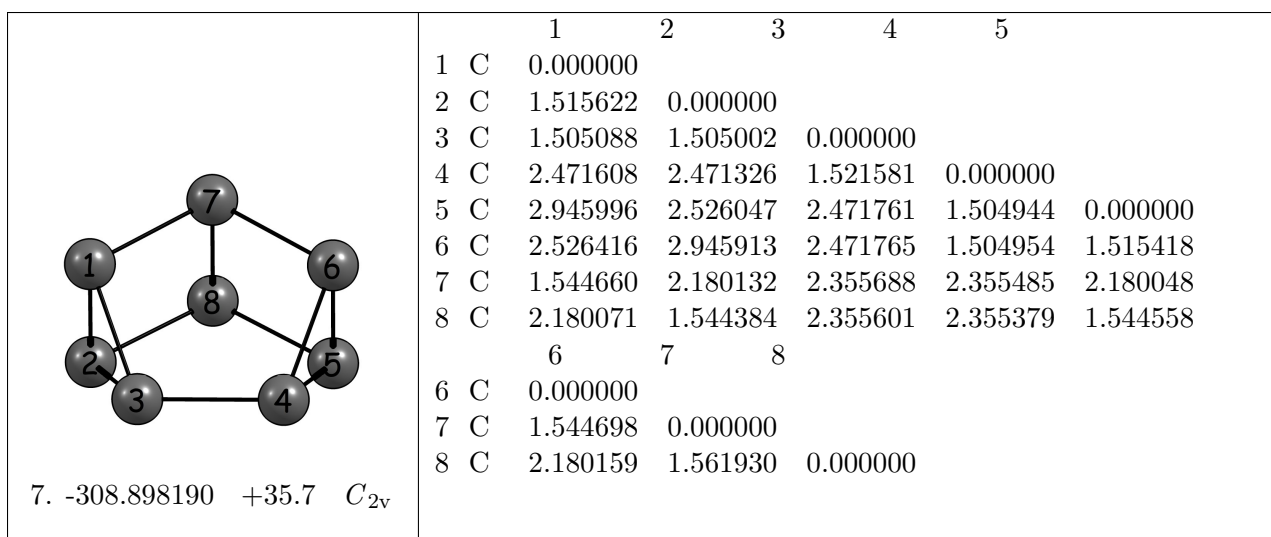 1 2 3 4 5
1 C 0.000000
2 C 1.515622 0.000000
3 C 1.505088 1.505002 0.000000
4 C 2.471608 2.471326 1.521581 0.000000
5 C 2.945996 2.526047 2.471761 1.504944 0.000000
6 C 2.526416 2.945913 2.471765 1.504954 1.515418
7 C 1.544660 2.180132 2.355688 2.355485 2.180048
8 C 2.180071 1.544384 2.355601 2.355379 1.544558
6 7 8
6 C 0.000000
7 C 1.544698 0.000000
8 C 2.180159 1.561930 0.000000
7
1 6
8
2 5
3 4
7. -308.898190 +35.7 C2v